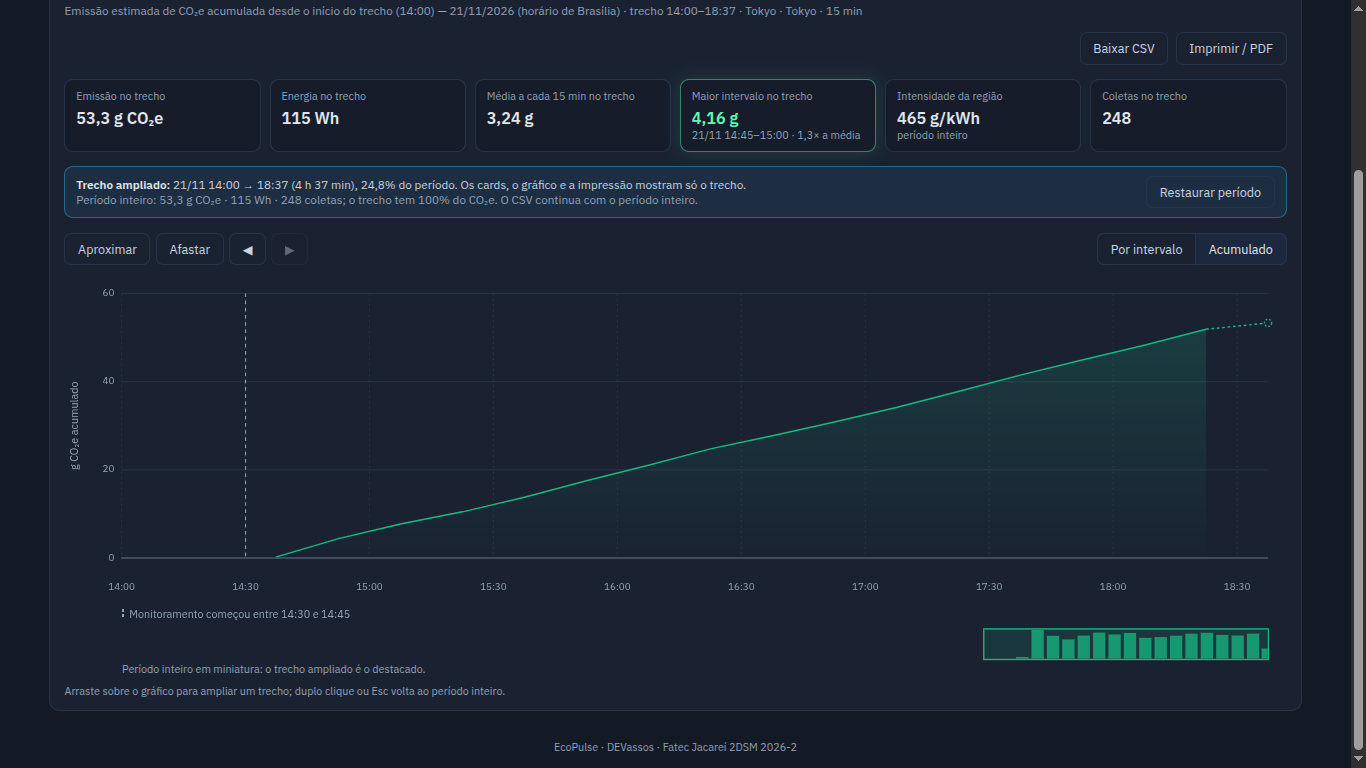 Emissão estimada de CO₂e acumulada desde o início do trecho (14:00) — 21/11/2026 (horário de Brasília) · trecho 14:00–18:37 · Tokyo · Tokyo · 15 min
Baixar CSV
Imprimir / PDF
Emissão no trecho
53,3 g CO₂e
Energia no trecho
115 Wh
Média a cada 15 min no trecho
3,24 g
Maior intervalo no trecho
4,16 g
21/11 14:45–15:00 · 1,3× a média
Intensidade da região
465 g/kWh
período inteiro
Coletas no trecho
248
Trecho ampliado: 21/11 14:00 → 18:37 (4 h 37 min), 24,8% do período. Os cards, o gráfico e a impressão mostram só o trecho.
Período inteiro: 53,3 g CO₂e · 115 Wh · 248 coletas; o trecho tem 100% do CO₂e. O CSV continua com o período inteiro.
Restaurar período
Aproximar
Afastar
◀
▶
Por intervalo
Acumulado
g CO₂e acumulado
60
40
20
0
14:00
14:30
15:00
15:30
16:00
16:30
17:00
17:30
18:00
18:30
Monitoramento começou entre 14:30 e 14:45
Período inteiro em miniatura: o trecho ampliado é o destacado.
Arraste sobre o gráfico para ampliar um trecho; duplo clique ou Esc volta ao período inteiro.
EcoPulse · DEVassos · Fatec Jacareí 2DSM 2026-2